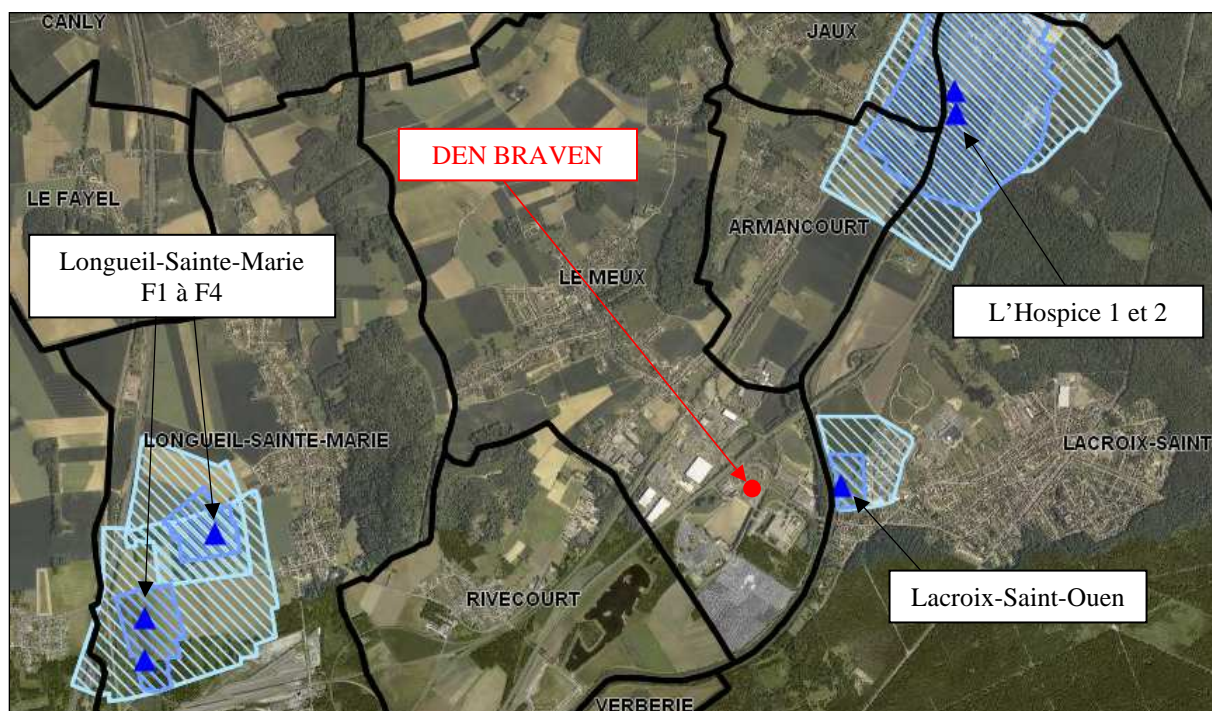 CANLY
JAUX
DEN BRAVEN
LE FAYEL
ARMANCOURT
Longueil-Sainte-Marie
F1 à F4
LE MEUX
L'Hospice 1 et 2
LONGUEIL-SAINTE-MARIE
LACROIX-SAINT
RIVECOURT
Lacroix-Saint-Ouen
VERBERIE